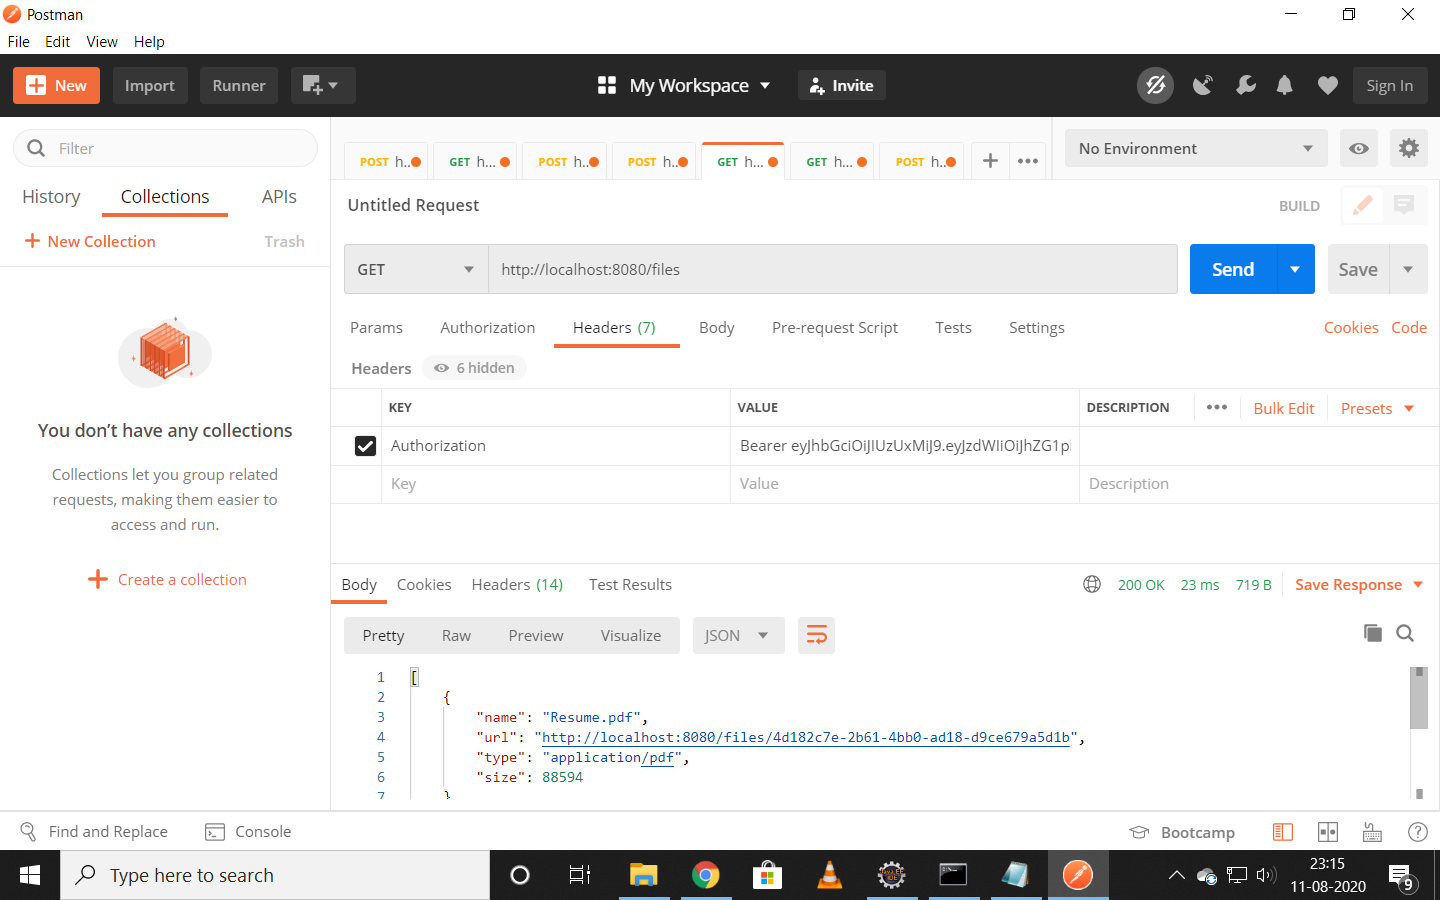 Postman
File Edit View Help
New Import Runner My Workspace Invite Sign In
Filter
History Collections APIs
New Collection Trash
You don't have any collections
Collections let you group related
requests, making them easier to
access and run.
Create a collection
POST h.. GET h... POST h.. POST h.. GET h... GET h... POST h..
No Environment
Untitled Request BUILD
GET http://localhost:8080/files Send Save
Params Authorization Headers (7) Body Pre-request Script Tests Settings Cookies Code
Headers 6 hidden
KEY VALUE DESCRIPTION Bulk Edit Presets
Authorization Bearer eyJhbGciOiJIUzUxMiJ9.eyJzdWIiOiJhZG1p
Key Value Description
Body Cookies Headers (14) Test Results 200 OK 23 ms 719 B Save Response
Pretty Raw Preview Visualize JSON
1 [
2 {
3 "name": "Resume.pdf",
4 "url": "http://localhost:8080/files/4d182c7e-2b61-4bb0-ad18-d9ce679a5d1b",
5 "type": "application/pdf",
6 "size": 88594
7 }
Find and Replace Console Bootcamp
Type here to search
23:15
11-08-2020
9